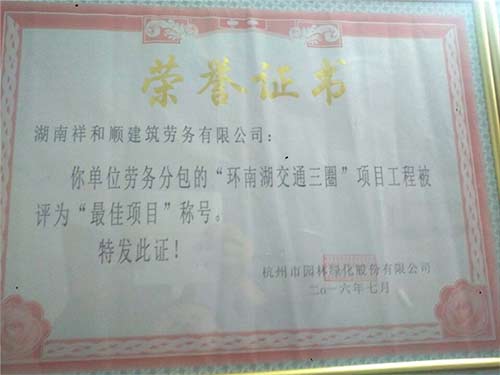 荣誉证书
湖南祥和顺建筑劳务有限公司：
你单位劳务分包的“环南湖交通三圈”项目工程被
评为“最佳项目”称号。
特发此证！
杭州市园林绿化股份有限公司
二〇一六年七月